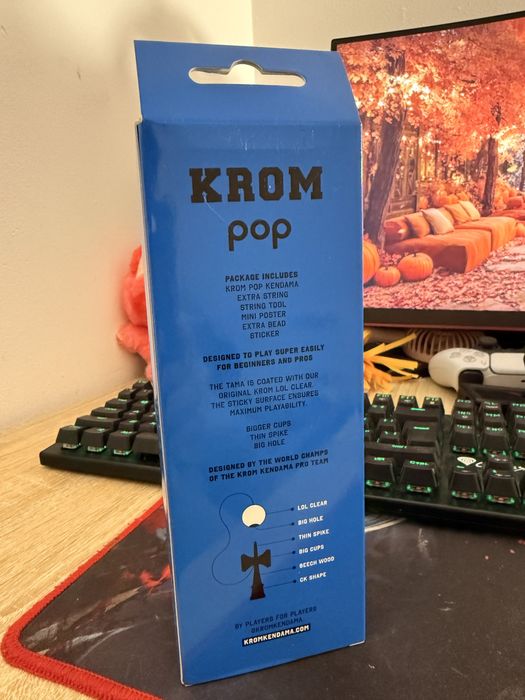 KROM
pop
PACKAGE INCLUDES
KROM POP KENDAMA
EXTRA STRING
STRING TOOL
MINI POSTER
EXTRA BEAD
STICKER
DESIGNED TO PLAY SUPER EASILY
FOR BEGINNERS AND PROS
THE TAMA IS COATED WITH OUR
ORIGINAL KROM LOL CLEAR.
THE STICKY SURFACE ENSURES
MAXIMUM PLAYABILITY.
BIGGER CUPS
THIN SPIKE
BIG HOLE
DESIGNED BY THE WORLD CHAMPS
OF THE KROM KENDAMA PRO TEAM
LOL CLEAR
BIG HOLE
THIN SPIKE
BIG CUPS
BEECH WOOD
CK SHAPE
BY PLAYERS FOR PLAYERS
@KROMKENDAMA
KROMKENDAMA.COM